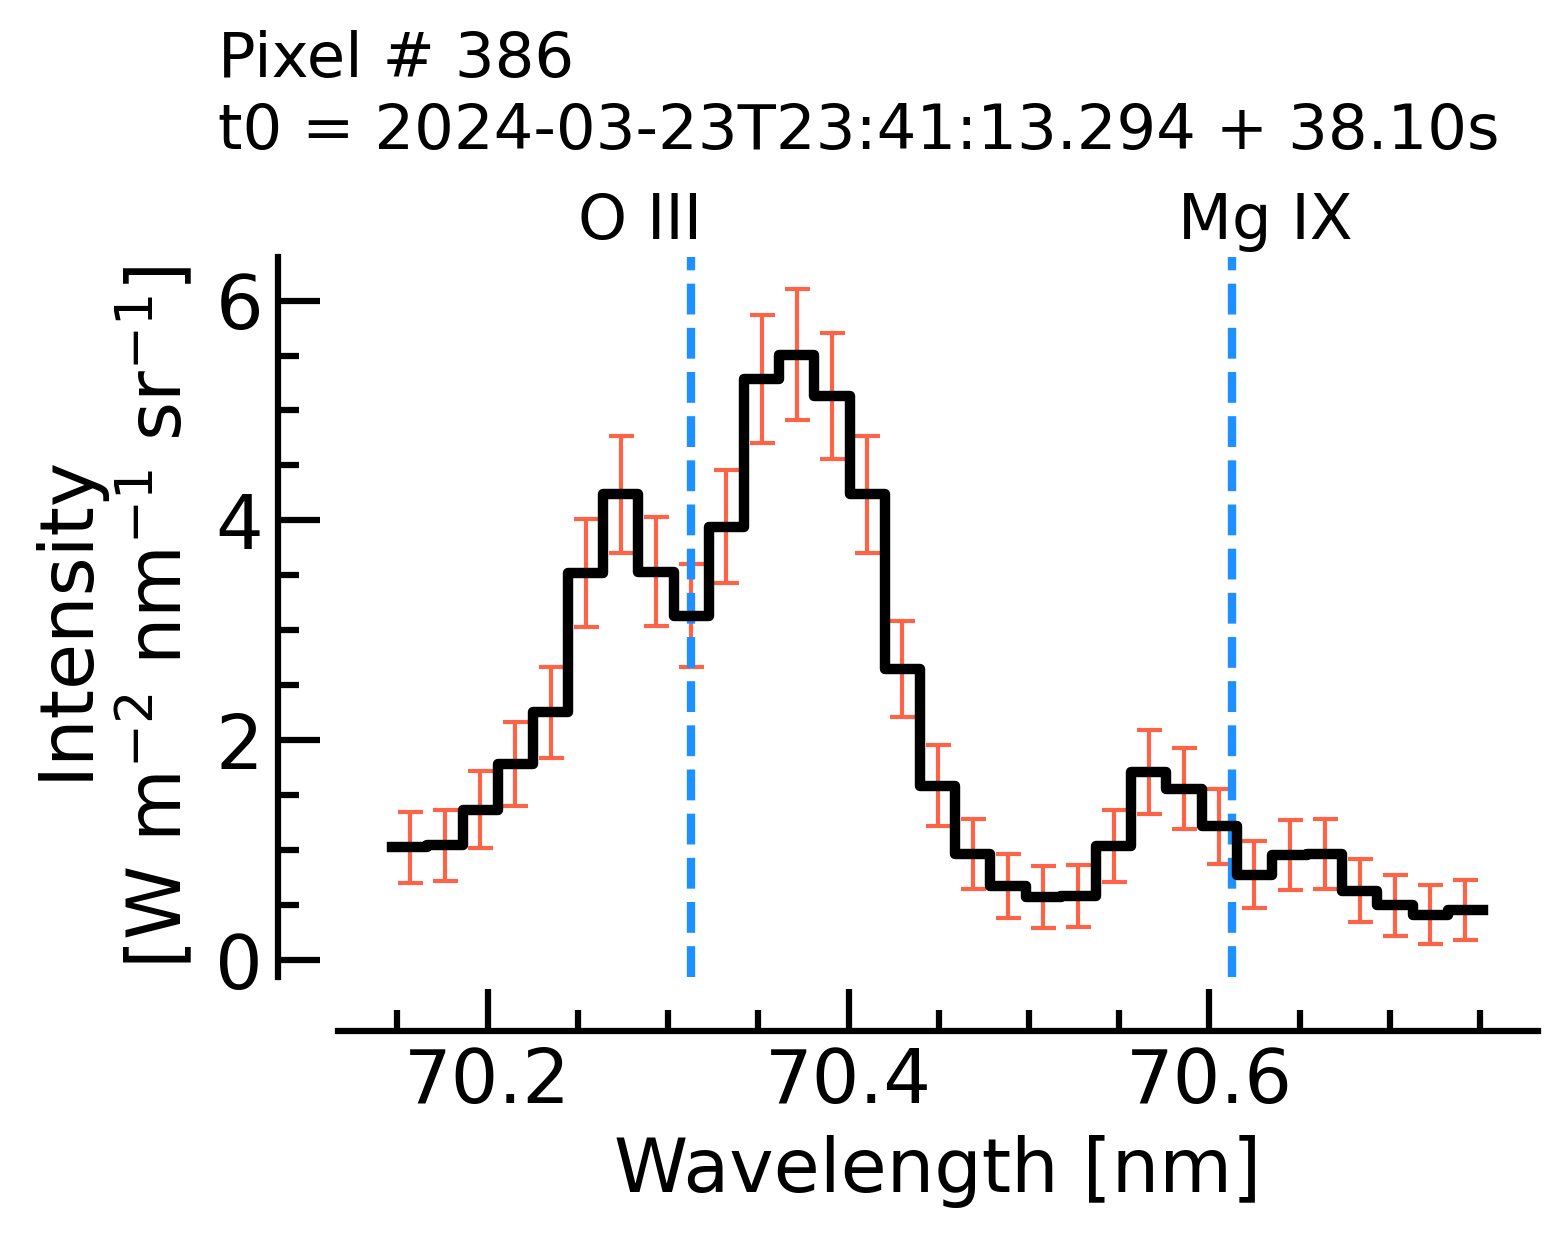 Pixel # 386
t0 = 2024-03-23T23:41:13.294 + 38.10s
O III
Mg IX
Intensity
[W m⁻² nm⁻¹ sr⁻¹]
6
4
2
0
70.2
70.4
70.6
Wavelength [nm]